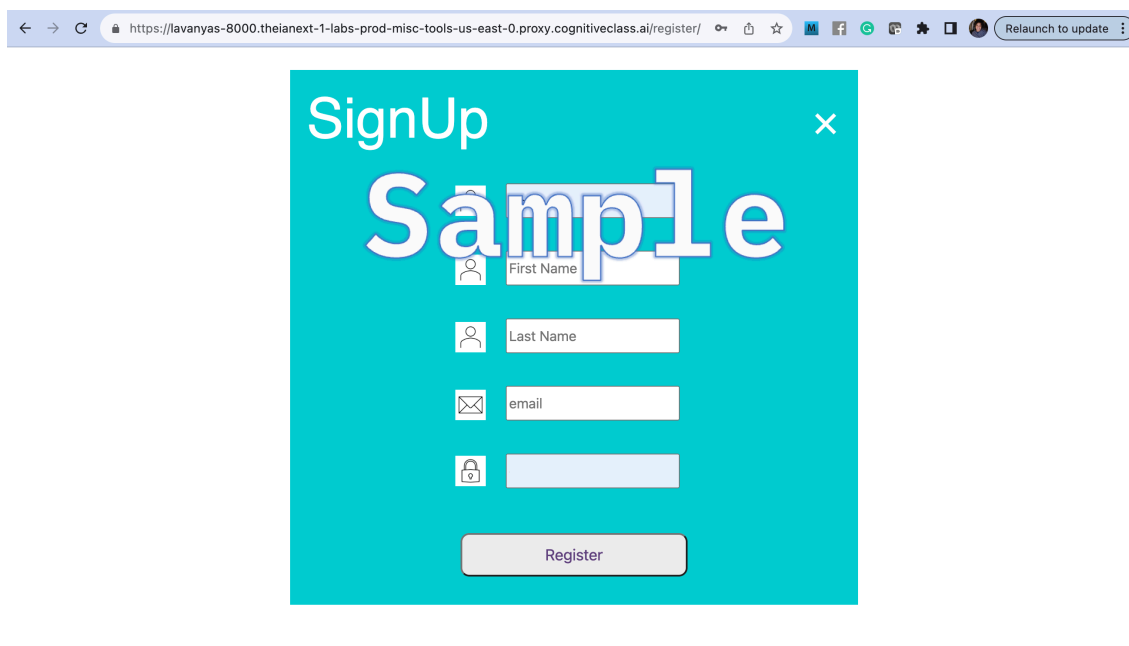 https://lavanyas-8000.theianext-1-labs-prod-misc-tools-us-east-0.proxy.cognitiveclass.ai/register/
M
f
G
Relaunch to update
SignUp
×
Sample
First Name
Last Name
email
Register